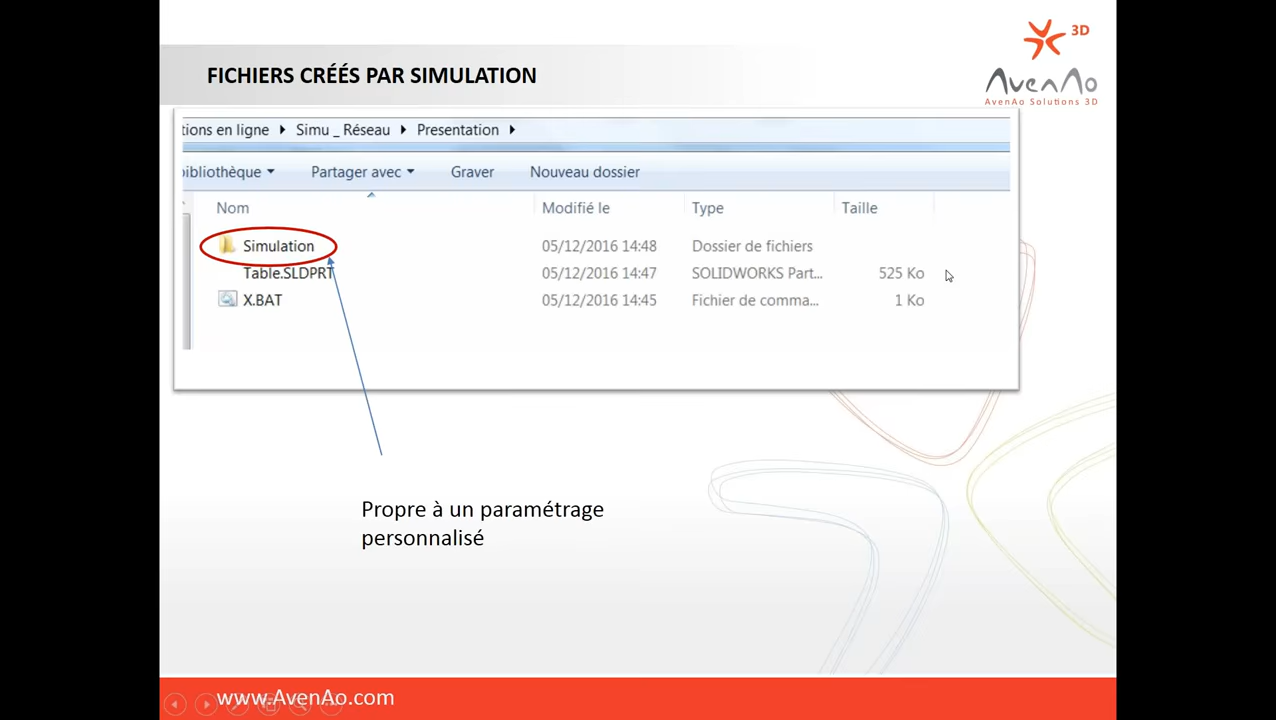 3D
AvenAo
AvenAo Solutions 3D
FICHIERS CRÉÉS PAR SIMULATION
tions en ligne Simu _ Réseau Presentation
bibliothèque Partager avec Graver Nouveau dossier
Nom Modifié le Type Taille
Simulation 05/12/2016 14:48 Dossier de fichiers
Table.SLDPRT 05/12/2016 14:47 SOLIDWORKS Part... 525 Ko
X.BAT 05/12/2016 14:45 Fichier de comma... 1 Ko
Propre à un paramétrage
personnalisé
www.AvenAo.com